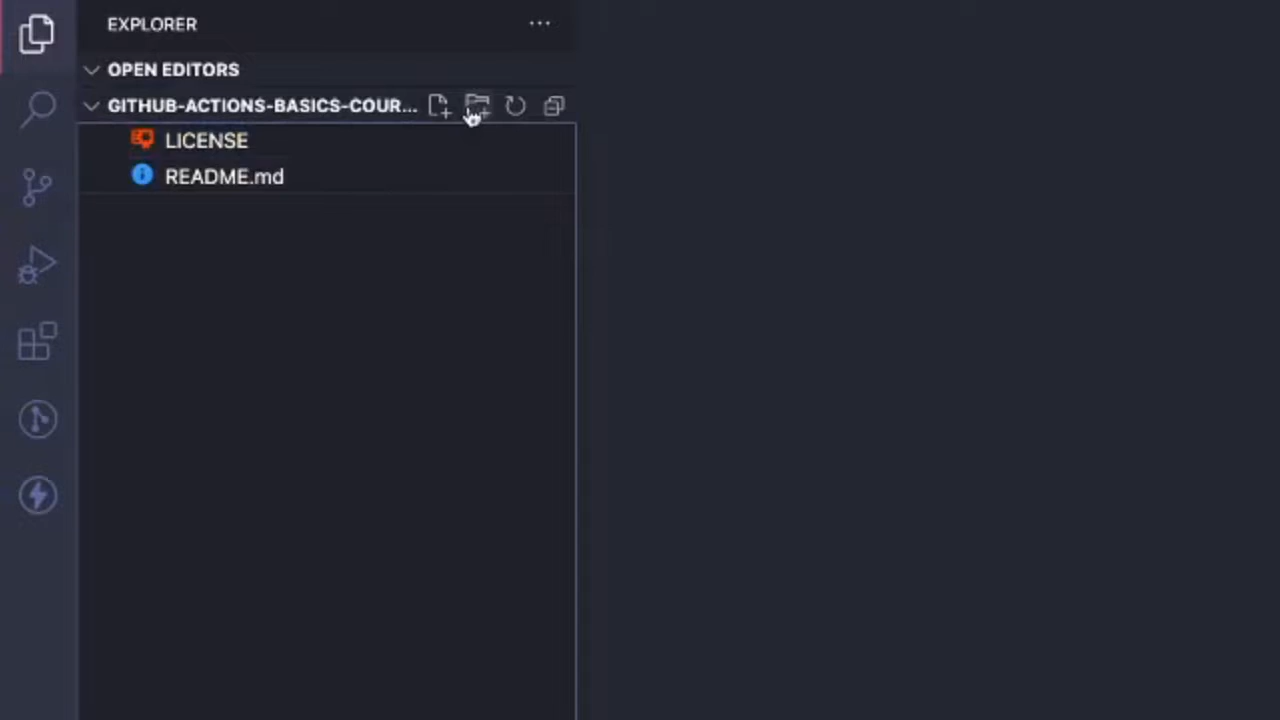 EXPLORER
OPEN EDITORS
GITHUB-ACTIONS-BASICS-COUR...
LICENSE
README.md